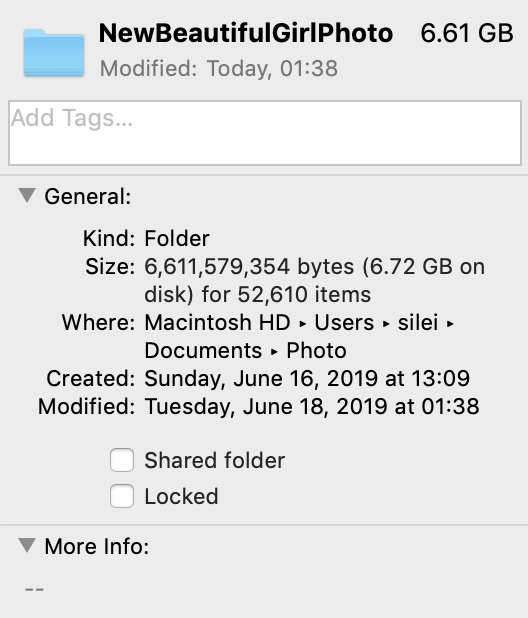 NewBeautifulGirlPhoto 6.61 GB
Modified: Today, 01:38
Add Tags...
General:
Kind: Folder
Size: 6,611,579,354 bytes (6.72 GB on
disk) for 52,610 items
Where: Macintosh HD ▸ Users ▸ silei ▸
Documents ▸ Photo
Created: Sunday, June 16, 2019 at 13:09
Modified: Tuesday, June 18, 2019 at 01:38
Shared folder
Locked
More Info:
--